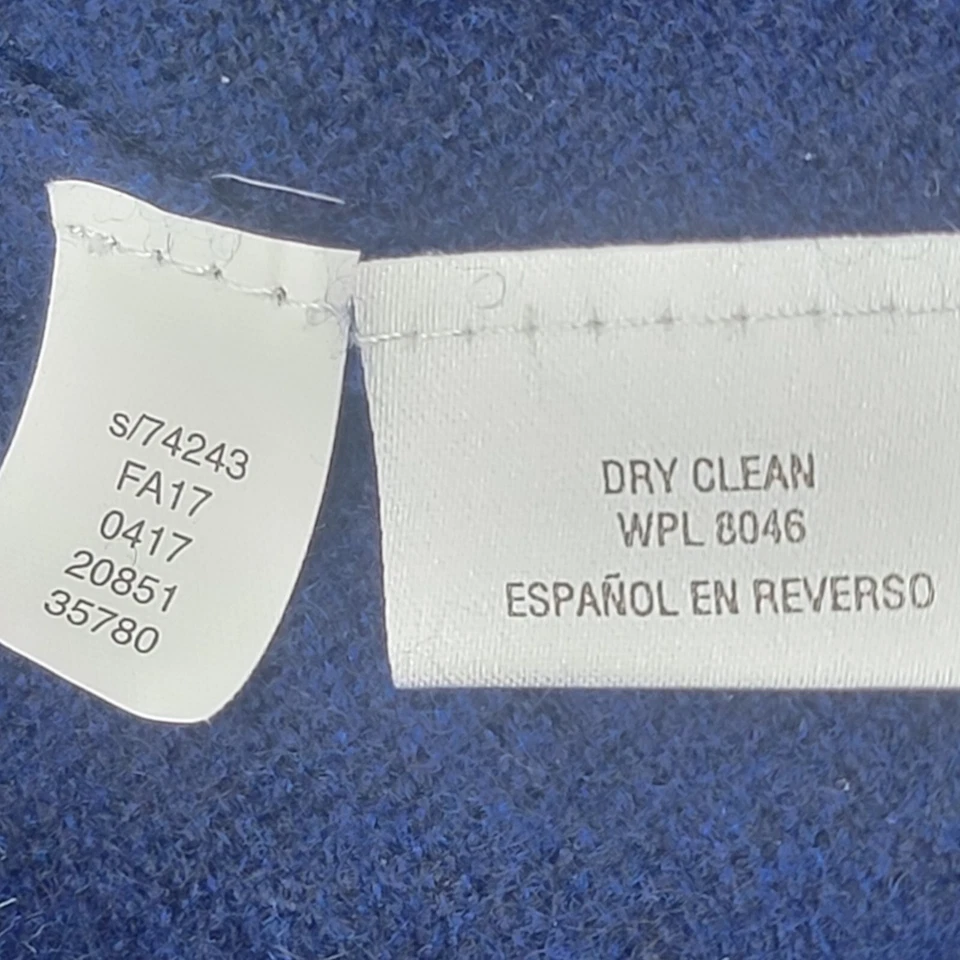 s/74243
FA17
0417
20851
35780
DRY CLEAN
WPL 8046
ESPAÑOL EN REVERSO